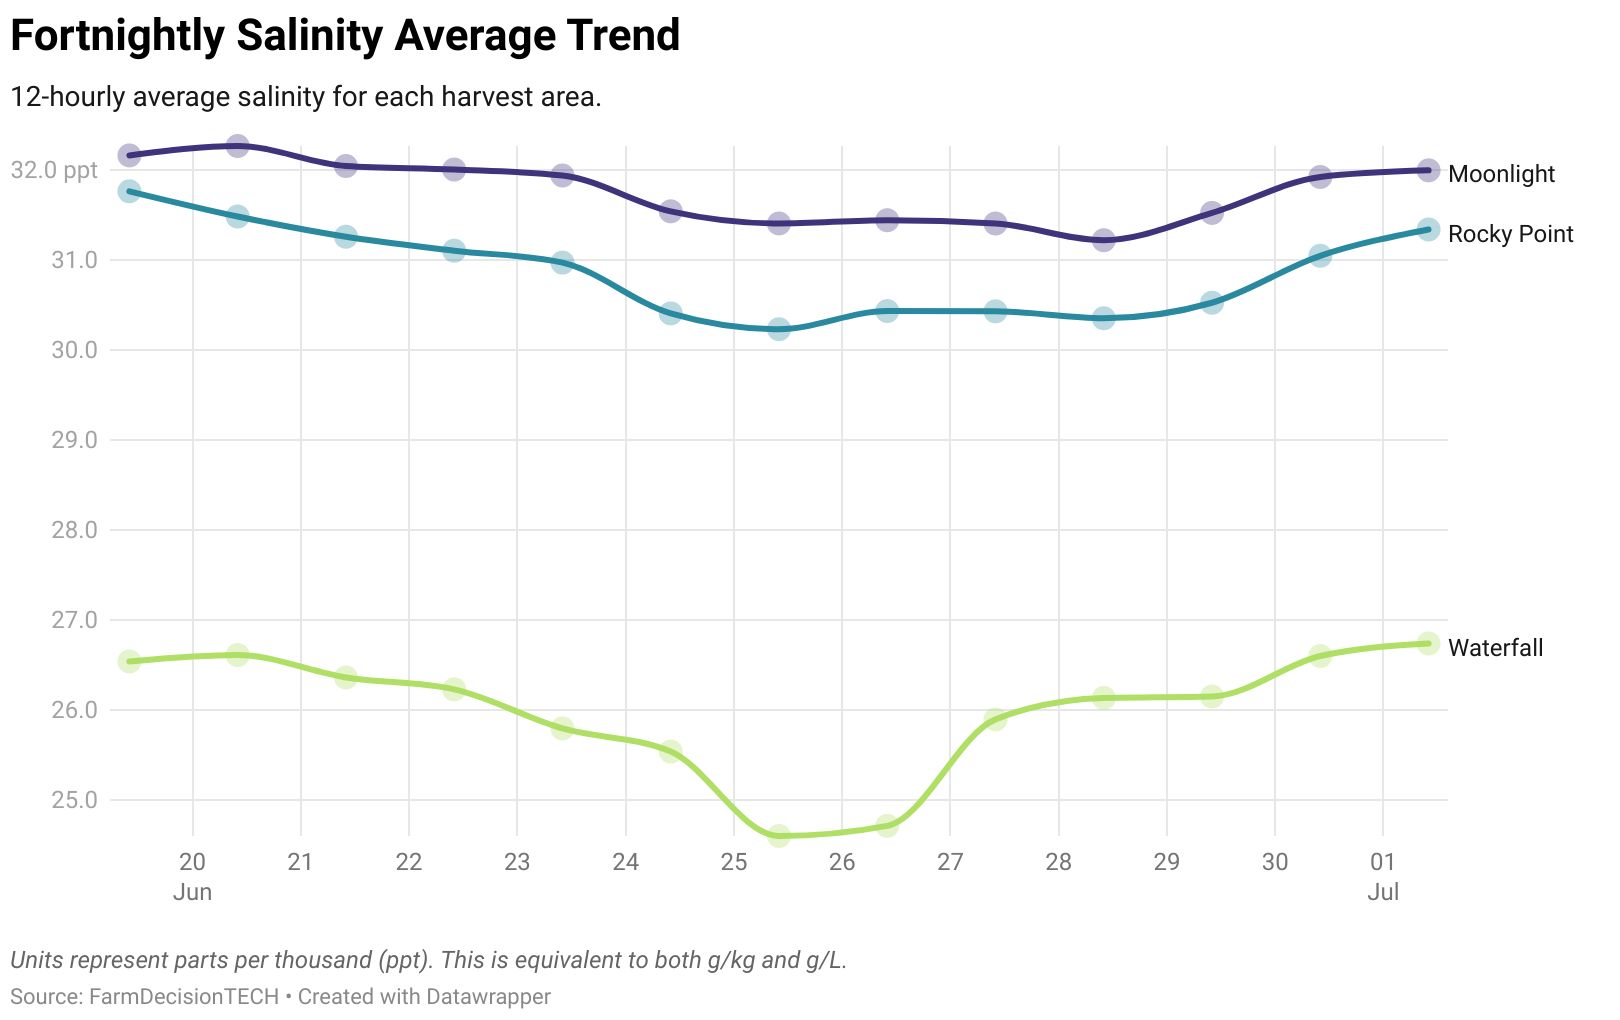 Fortnightly Salinity Average Trend
12-hourly average salinity for each harvest area.
32.0 ppt
Moonlight
Rocky Point
31.0
30.0
29.0
28.0
27.0
Waterfall
26.0
25.0
20 21 22 23 24 25 26 27 28 29 30 01
Jun Jul
Units represent parts per thousand (ppt). This is equivalent to both g/kg and g/L.
Source: FarmDecisionTECH • Created with Datawrapper